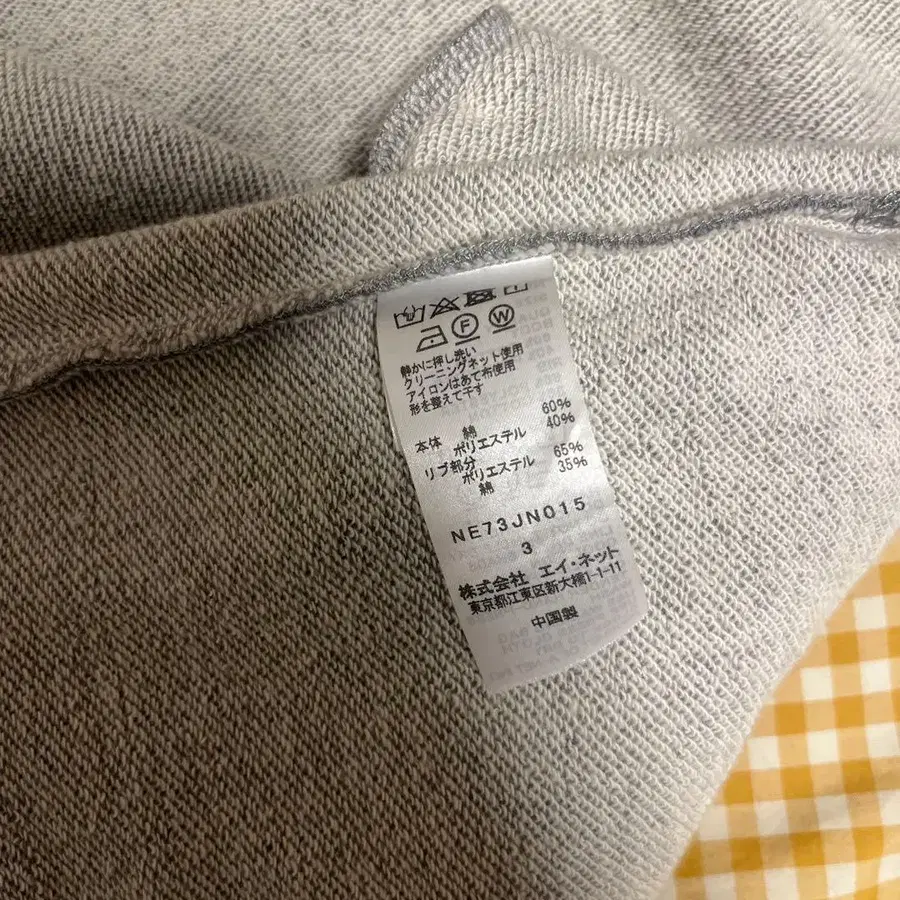 F W
静かに押し洗い
クリーニングネット使用
アイロンはあて布使用
形を整えて干す
本体 綿 60%
ポリエステル 40%
リブ部分
ポリエステル 65%
綿 35%
NE73JN015
3
株式会社 エイ・ネット
東京都江東区新大橋1-1-11
中国製